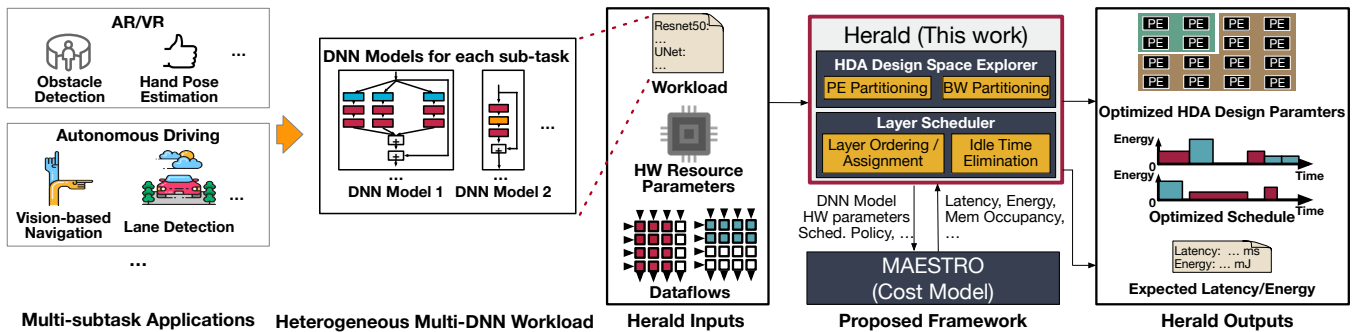 AR/VR
Obstacle
Detection
Hand Pose
Estimation
...
Autonomous Driving
Vision-based
Navigation
Lane Detection
...
...
Multi-subtask Applications
DNN Models for each sub-task
+
+
...
DNN Model 1
+
...
DNN Model 2
...
Heterogeneous Multi-DNN Workload
Resnet50:
...
UNet:
...
Workload
HW Resource
Parameters
Dataflows
Herald Inputs
Herald (This work)
HDA Design Space Explorer
PE Partitioning
BW Partitioning
Layer Scheduler
Layer Ordering /
Assignment
Idle Time
Elimination
DNN Model
HW parameters
Sched. Policy, ...
Latency, Energy,
Mem Occupancy,
...
MAESTRO
(Cost Model)
Proposed Framework
PE PE PE PE
PE PE PE PE
PE PE PE PE
PE PE PE PE
Optimized HDA Design Paramters
Energy
0
Time
Energy
0
Time
Optimized Schedule
Latency: ... ms
Energy: ... mJ
Expected Latency/Energy
Herald Outputs